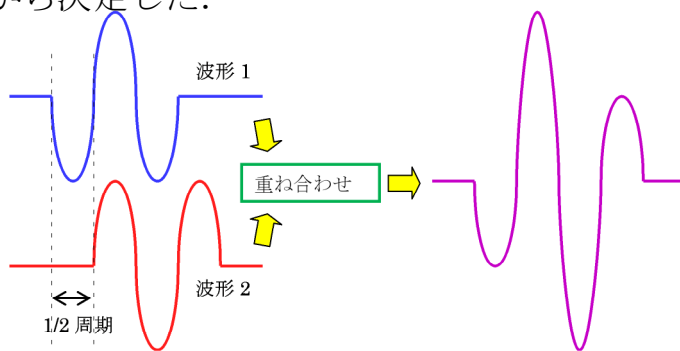 から決定した.
波形 1
重ね合わせ
波形 2
1/2 周期